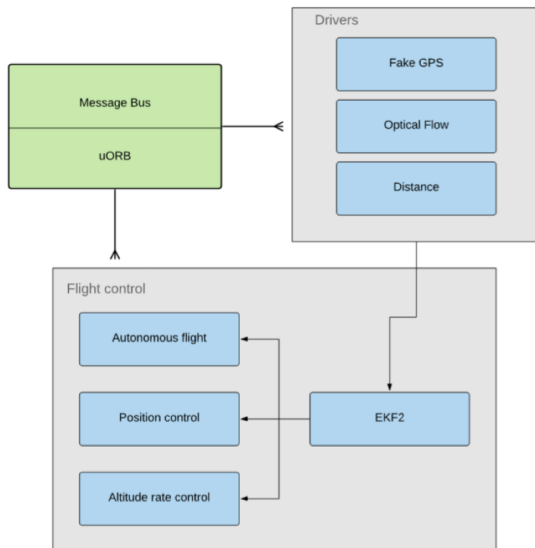 Drivers
Fake GPS
Message Bus
Optical Flow
uORB
Distance
Flight control
Autonomous flight
Position control
EKF2
Altitude rate control